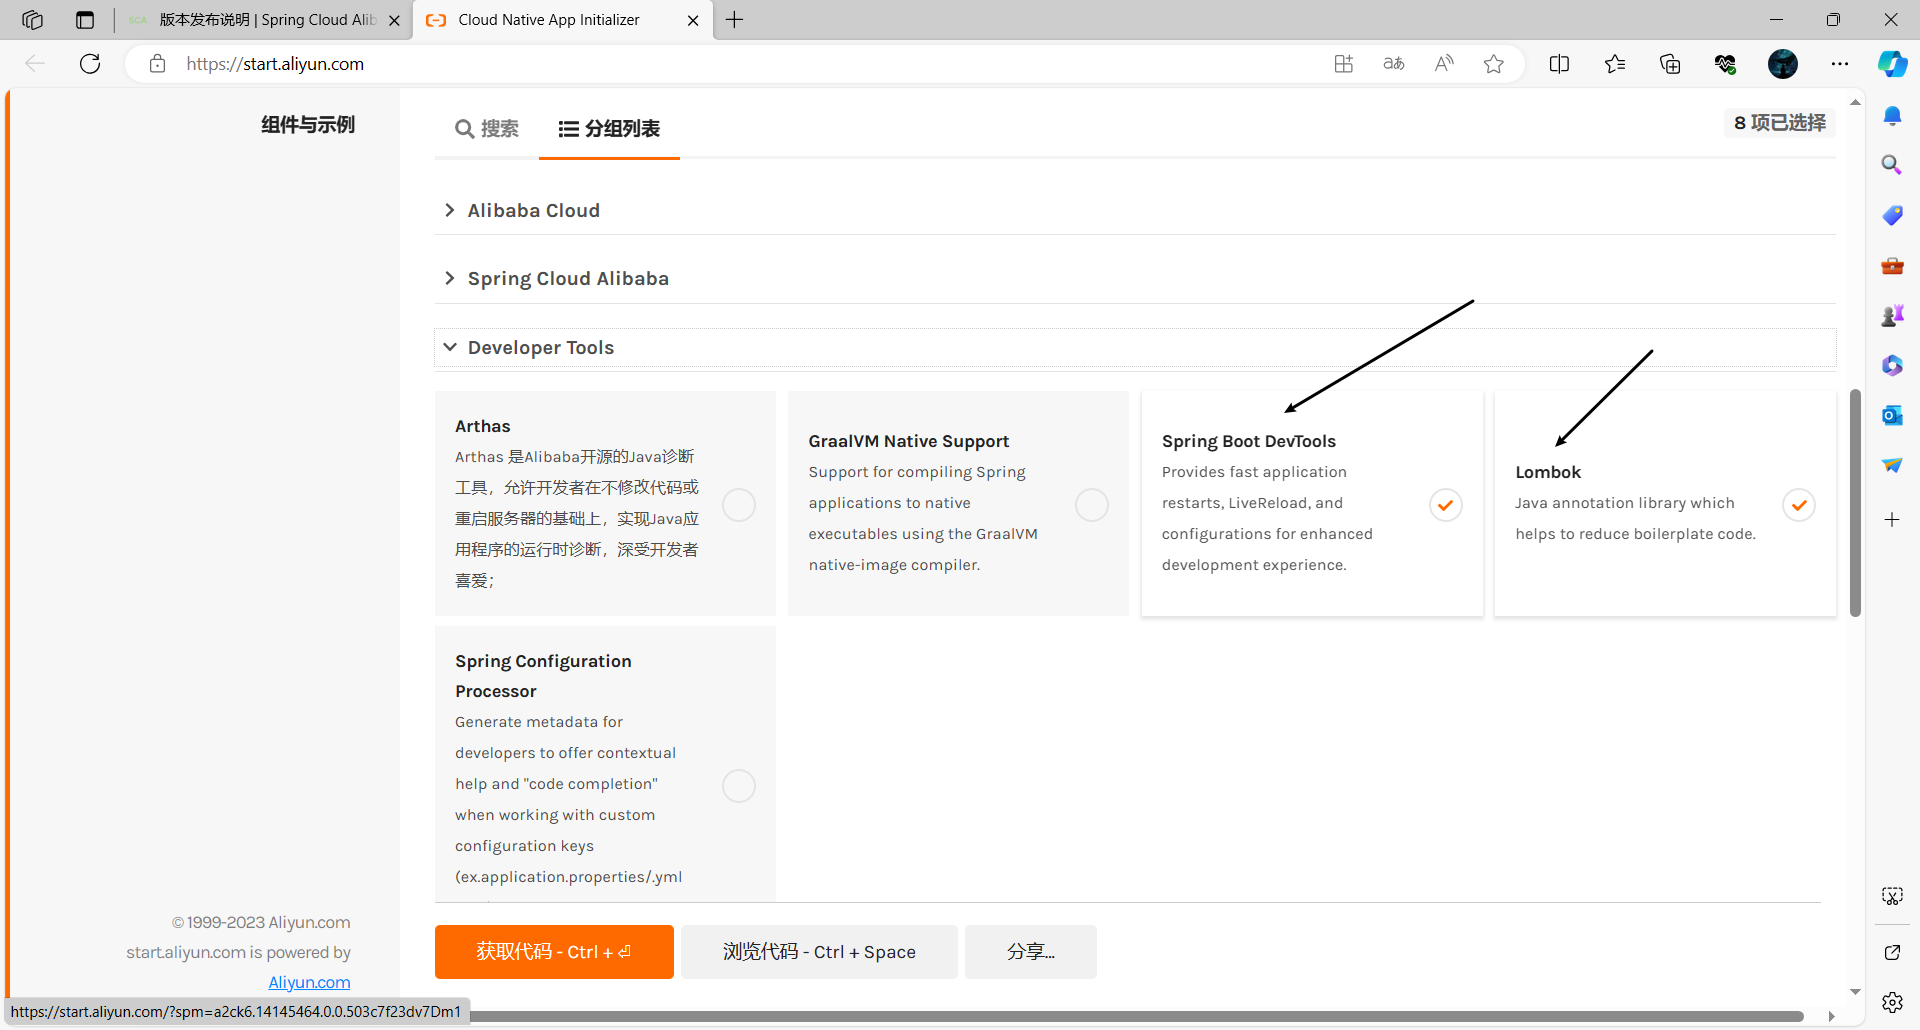 SCA 版本发布说明 | Spring Cloud Alib
Cloud Native App Initializer
https://start.aliyun.com
组件与示例
搜索
分组列表
8 项已选择
Alibaba Cloud
Spring Cloud Alibaba
Developer Tools
Arthas
Arthas 是Alibaba开源的Java诊断
工具，允许开发者在不修改代码或
重启服务器的基础上，实现Java应
用程序的运行时诊断，深受开发者
喜爱；
GraalVM Native Support
Support for compiling Spring
applications to native
executables using the GraalVM
native-image compiler.
Spring Boot DevTools
Provides fast application
restarts, LiveReload, and
configurations for enhanced
development experience.
Lombok
Java annotation library which
helps to reduce boilerplate code.
Spring Configuration
Processor
Generate metadata for
developers to offer contextual
help and "code completion"
when working with custom
configuration keys
(ex.application.properties/.yml
© 1999-2023 Aliyun.com
start.aliyun.com is powered by
Aliyun.com
获取代码 - Ctrl + ⏎
浏览代码 - Ctrl + Space
分享...
https://start.aliyun.com/?spm=a2ck6.14145464.0.0.503c7f23dv7Dm1